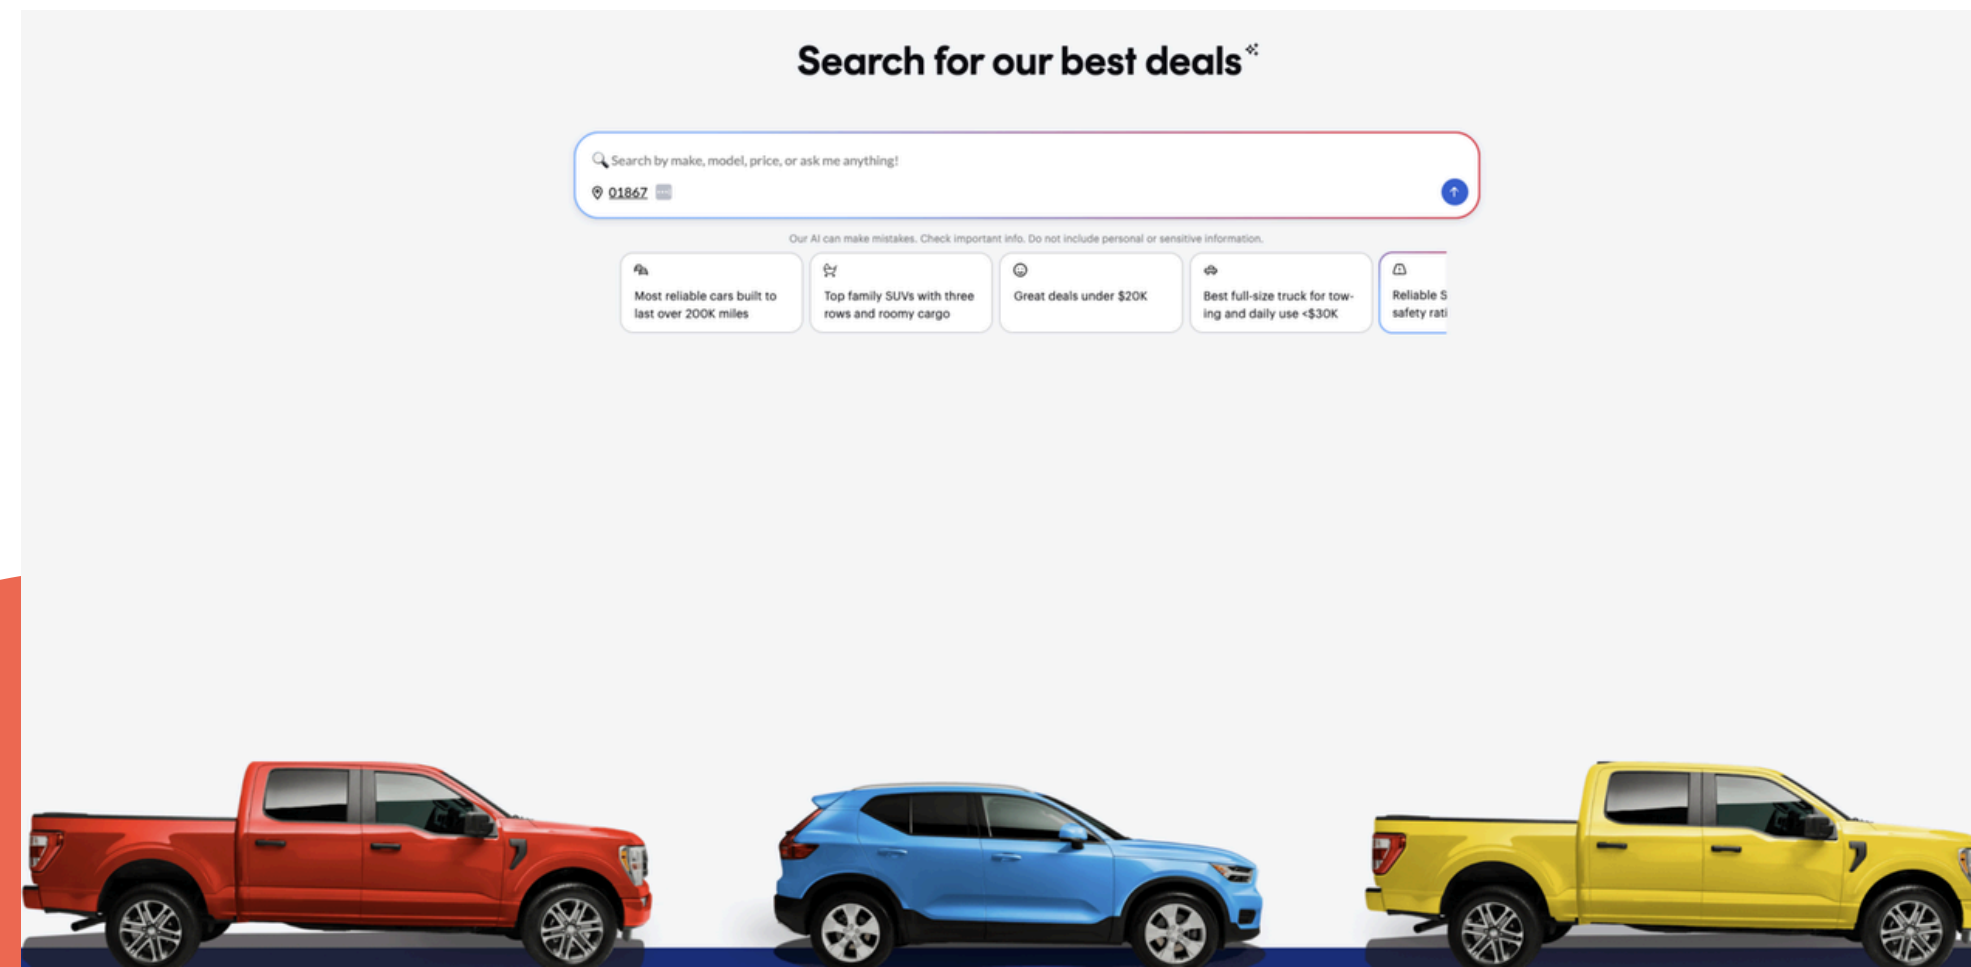 Search for our best deals
Search by make, model, price, or ask me anything!
01867
Our AI can make mistakes. Check important info. Do not include personal or sensitive information.
Most reliable cars built to
last over 200K miles
Top family SUVs with three
rows and roomy cargo
Great deals under $20K
Best full-size truck for tow-
ing and daily use <$30K
Reliable S
safety rati